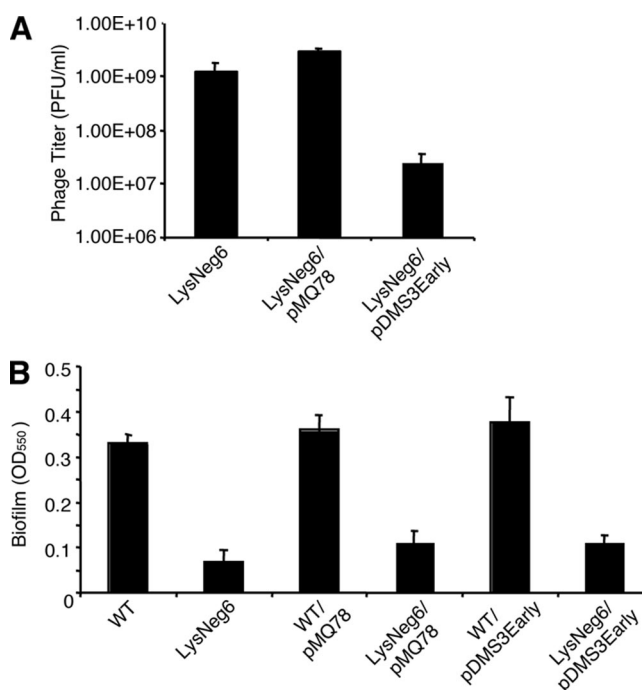 A
Phage Titer (PFU/ml)
1.00E+10
1.00E+09
1.00E+08
1.00E+07
1.00E+06
LysNeg6
LysNeg6/
pMQ78
LysNeg6/
pDMS3Early
B
Biofilm (OD550)
0.5
0.4
0.3
0.2
0.1
0
WT
LysNeg6
WT/
pMQ78
LysNeg6/
pMQ78
WT/
pDMS3Early
LysNeg6/
pDMS3Early